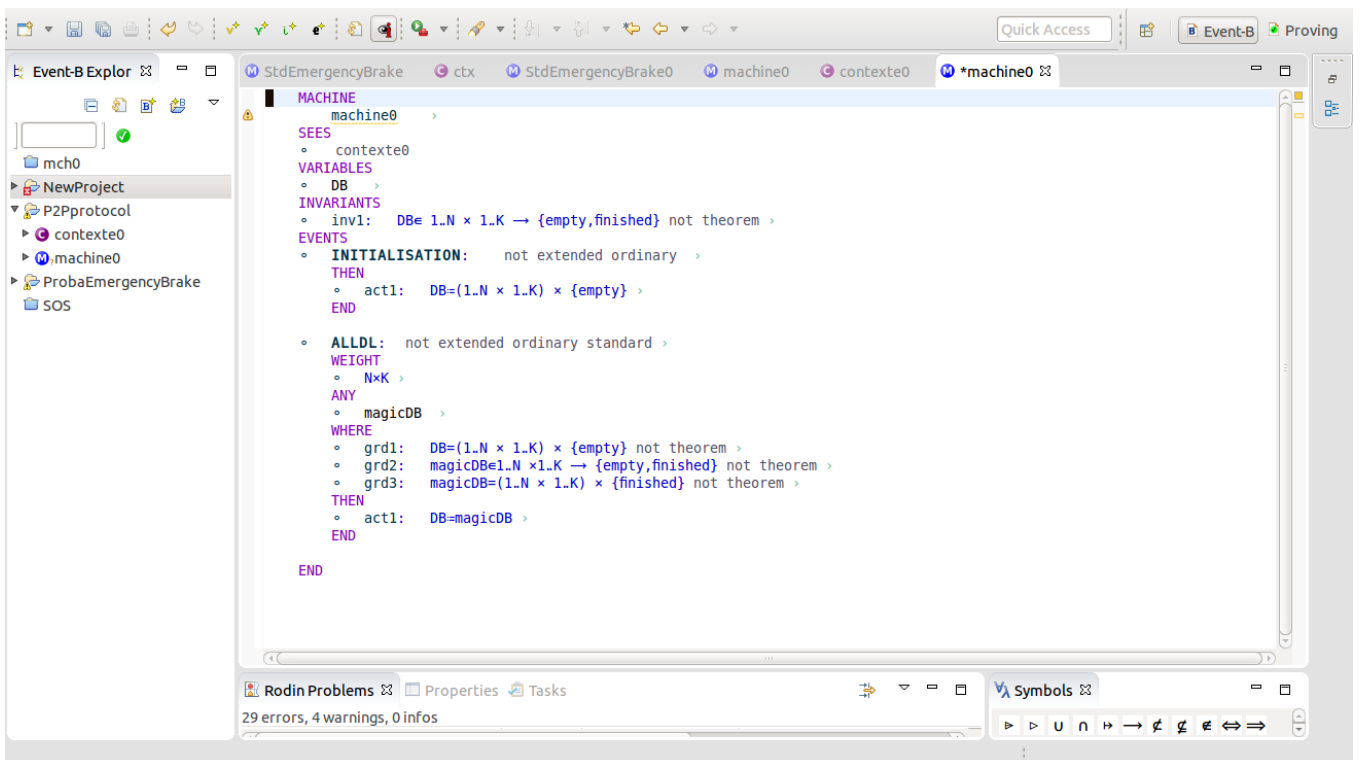 Quick Access
Event-B
Proving
Event-B Explor
mch0
NewProject
P2Pprotocol
contexte0
machine0
ProbaEmergencyBrake
SOS
StdEmergencyBrake ctx StdEmergencyBrake0 machine0 contexte0 *machine0
MACHINE
machine0
SEES
contexte0
VARIABLES
DB
INVARIANTS
inv1: DB∈ 1‥N × 1‥K → {empty,finished} not theorem
EVENTS
INITIALISATION: not extended ordinary
THEN
act1: DB≔(1‥N × 1‥K) × {empty}
END
ALLDL: not extended ordinary standard
WEIGHT
N×K
ANY
magicDB
WHERE
grd1: DB=(1‥N × 1‥K) × {empty} not theorem
grd2: magicDB∈1‥N ×1‥K → {empty,finished} not theorem
grd3: magicDB=(1‥N × 1‥K) × {finished} not theorem
THEN
act1: DB≔magicDB
END
END
Rodin Problems Properties Tasks
29 errors, 4 warnings, 0 infos
Symbols
⩥ ▷ ∪ ∩ ↦ → ⊄ ⊈ ∉ ⇔ ⇒